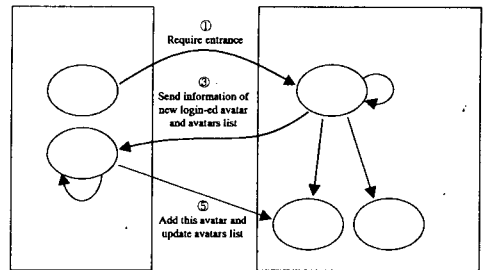 ①
Require entrance
③
Send information of
new login-ed avatar
and avatars list
⑤
Add this avatar and
update avatars list